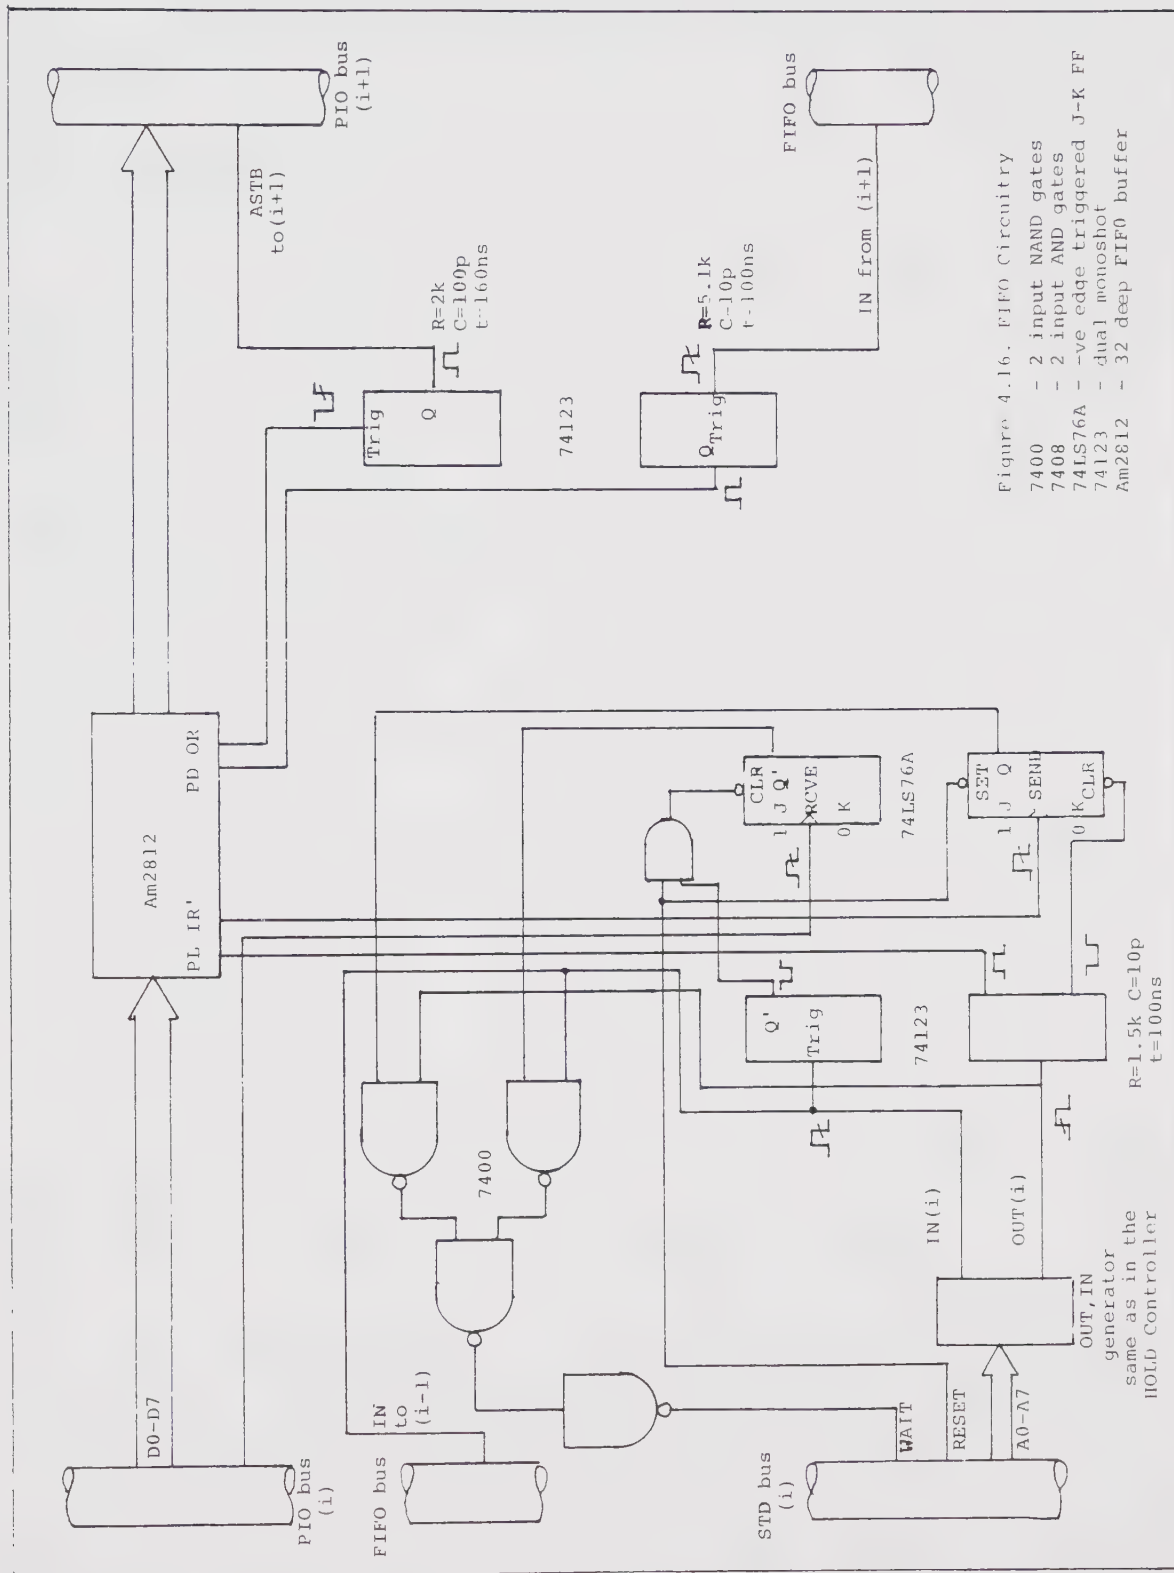 PIO bus
(i+1)
ASTB
to(i+1)
FIFO bus
IN from (i+1)
Am2812
PL IR'
PD OR
D0-D7
PIO bus
(i)
Trig
Q
R=2k
C=100p
t-160ns
74123
Q
Trig
R=5.1k
C-10p
t-100ns
IN
to
(i-1)
FIFO bus
7400
CLR
1 J Q'
RCVE
0 K
74LS76A
SET
1 J Q
SEND
0 K
CLR
Q'
Trig
74123
R=1.5k C=10p
t=100ns
IN(i)
OUT(i)
WAIT
RESET
A0-A7
STD bus
(i)
OUT,IN
generator
same as in the
HOLD Controller
Figure 4.16. FIFO Circuitry
7400 - 2 input NAND gates
7408 - 2 input AND gates
74LS76A - -ve edge triggered J-K FF
74123 - dual monoshot
Am2812 - 32 deep FIFO buffer